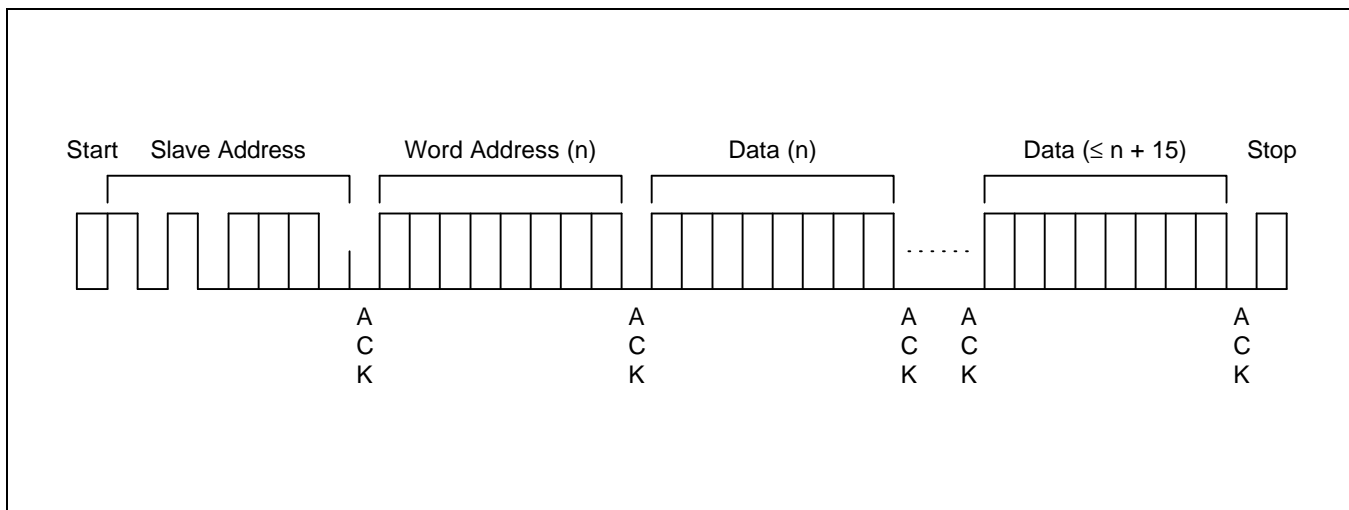 Start Slave Address Word Address (n) Data (n) Data (≤ n + 15) Stop
......
A A A A A
C C C C C
K K K K K